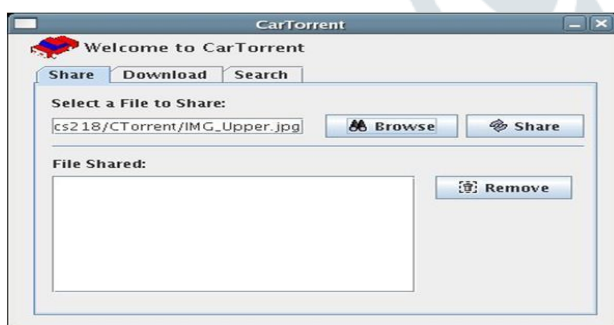 CarTorrent
Welcome to CarTorrent
Share Download Search
Select a File to Share:
cs218/CTorrent/IMG_Upper.jpg Browse Share
File Shared:
Remove